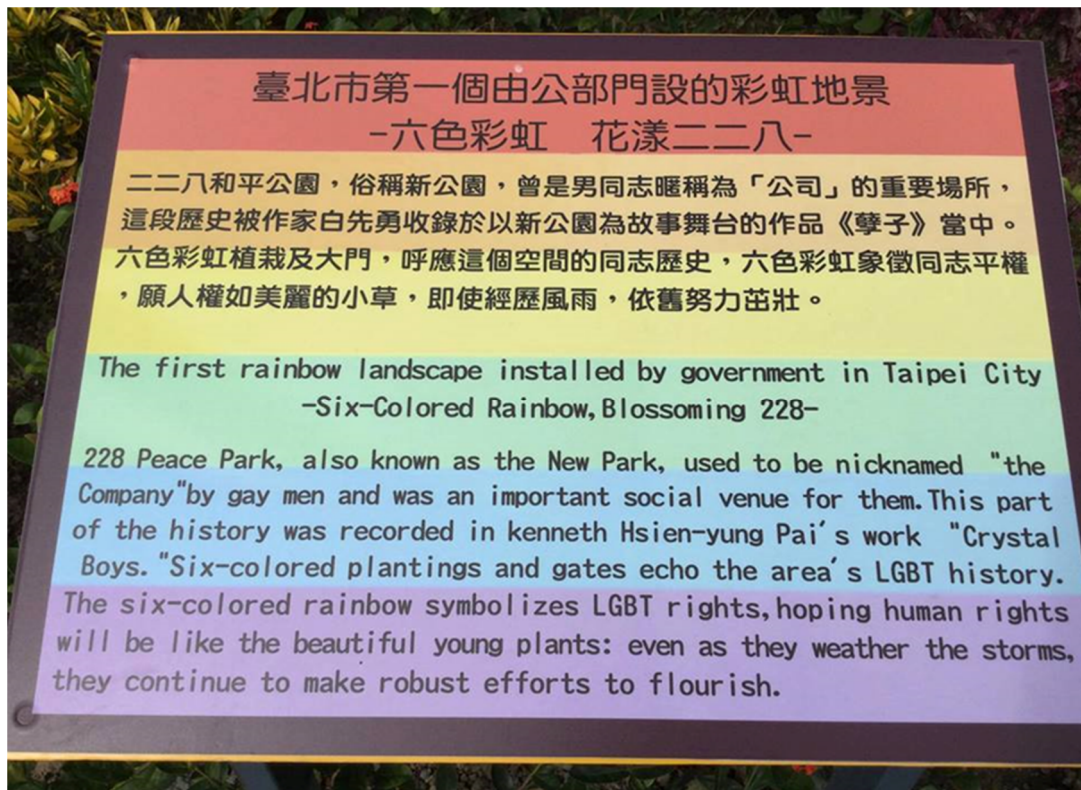 臺北市第一個由公部門設的彩虹地景
-六色彩虹　花漾二二八-
二二八和平公園，俗稱新公園，曾是男同志暱稱為「公司」的重要場所，
這段歷史被作家白先勇收錄於以新公園為故事舞台的作品《孽子》當中。
六色彩虹植栽及大門，呼應這個空間的同志歷史，六色彩虹象徵同志平權
，願人權如美麗的小草，即使經歷風雨，依舊努力茁壯。
The first rainbow landscape installed by government in Taipei City
-Six-Colored Rainbow,Blossoming 228-
228 Peace Park, also known as the New Park, used to be nicknamed "the
Company"by gay men and was an important social venue for them.This part
of the history was recorded in kenneth Hsien-yung Pai's work "Crystal
Boys."Six-colored plantings and gates echo the area's LGBT history.
The six-colored rainbow symbolizes LGBT rights,hoping human rights
will be like the beautiful young plants: even as they weather the storms,
they continue to make robust efforts to flourish.